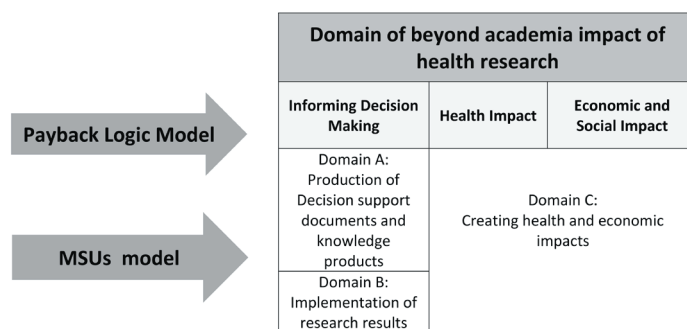 Domain of beyond academia impact of
health research
Payback Logic Model
Informing Decision
Making
Health Impact
Economic and
Social Impact
MSUs model
Domain A:
Production of
Decision support
documents and
knowledge
products
Domain C:
Creating health and economic
impacts
Domain B:
Implementation of
research results